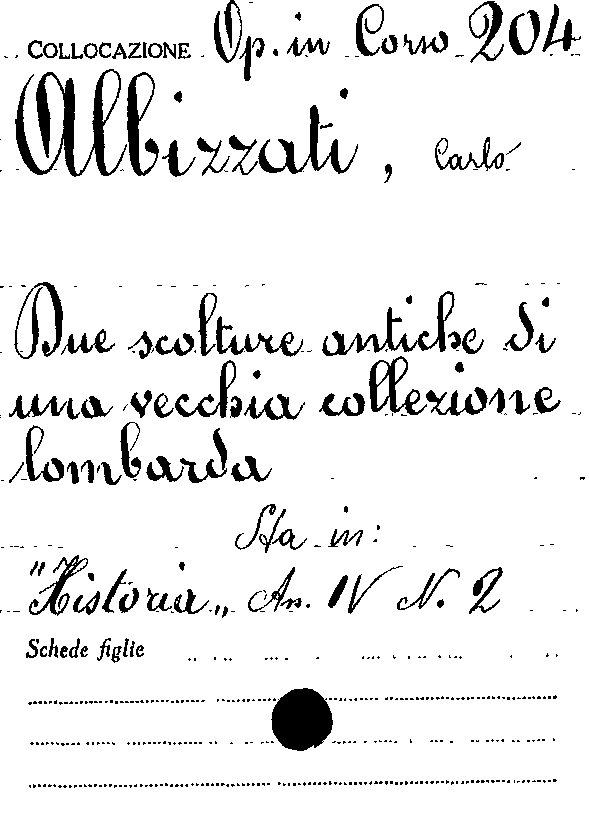 COLLOCAZIONE Op. in Corso 204
Albizzati, Carlo
Due scolture antiche di
una vecchia collezione
lombarda
Sta in:
"Historia„ An. IV N. 2
Schede figlie